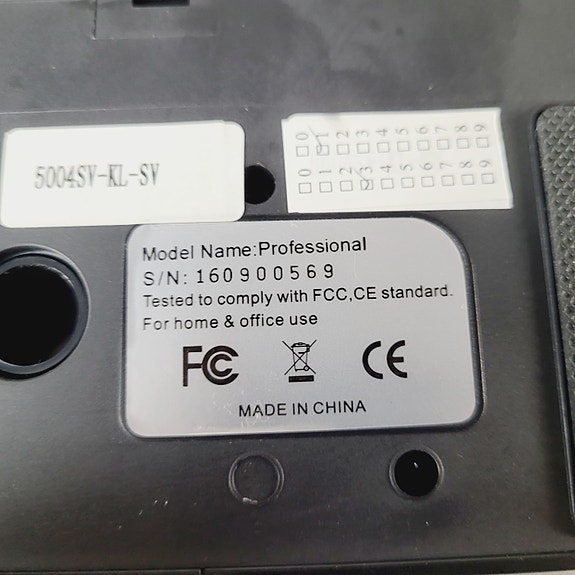 5004SV-KL-SV
0 1 2 3 4 5 6 7 8 9
0 1 2 3 4 5 6 7 8 9
Model Name:Professional
S/N: 160900569
Tested to comply with FCC,CE standard.
For home & office use
FC CE
MADE IN CHINA